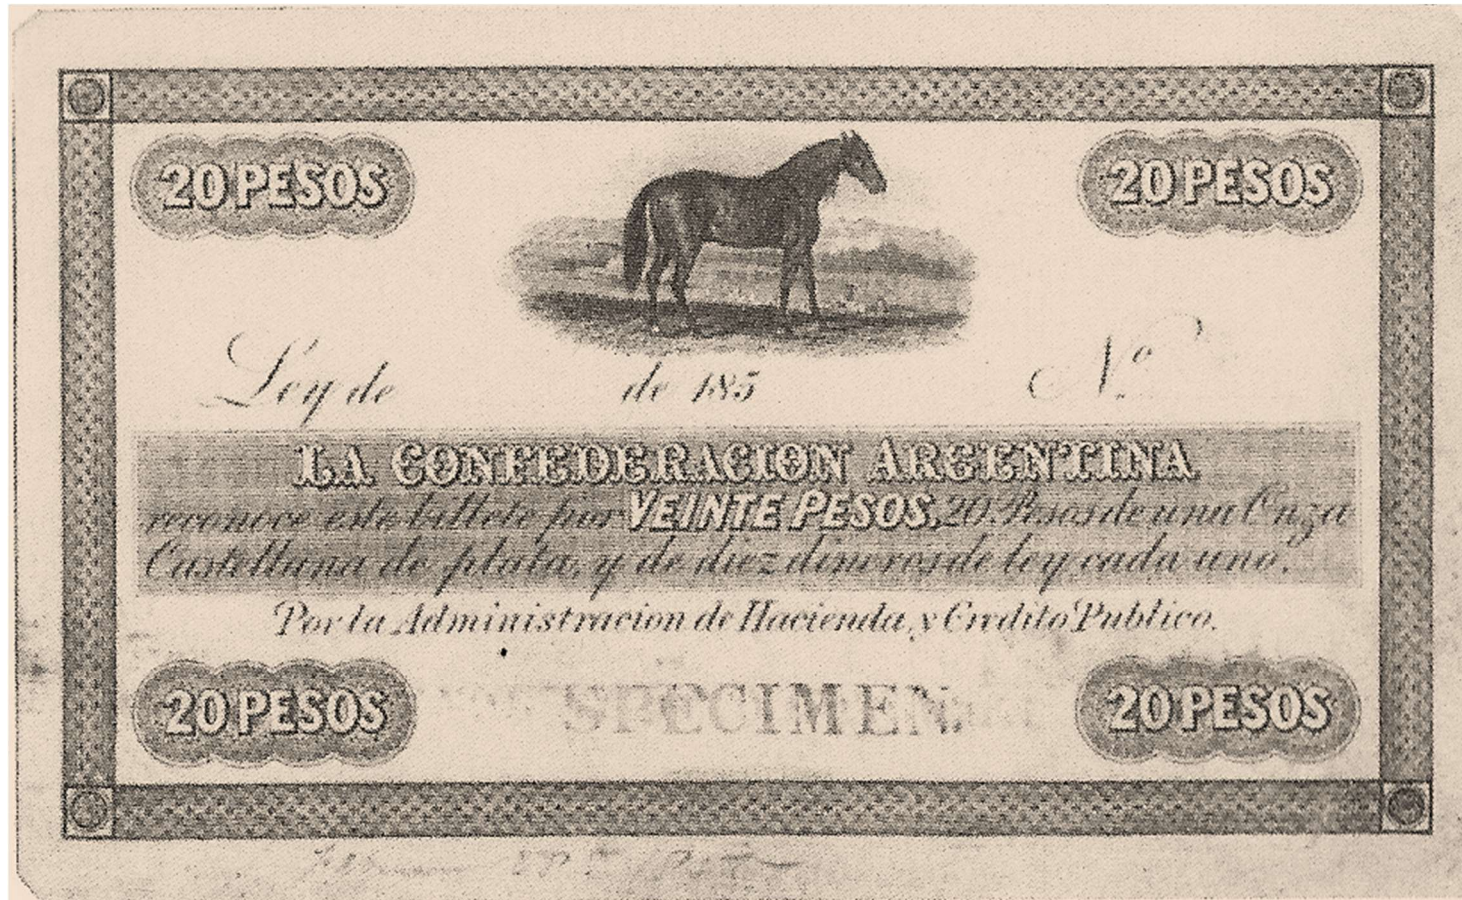 20 PESOS 20 PESOS
Ley de de 185 Nº
LA CONFEDERACION ARGENTINA
reconoce este billete por VEINTE PESOS, 20 Pesos de una Onza
Castellana de plata, y de diez dineros de ley cada uno.
Por la Administracion de Hacienda, y Credito Publico.
20 PESOS SPECIMEN. 20 PESOS